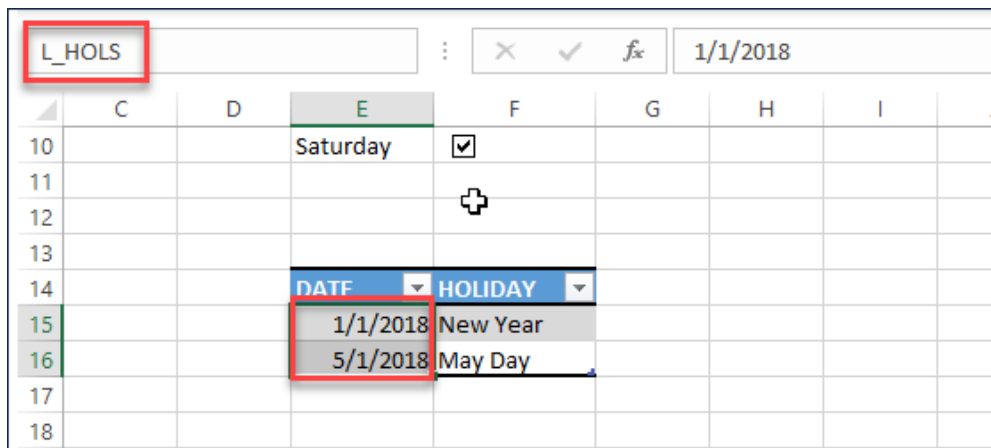 L_HOLS fx 1/1/2018
C D E F G H I
10 Saturday
11
12
13
14 DATE HOLIDAY
15 1/1/2018 New Year
16 5/1/2018 May Day
17
18